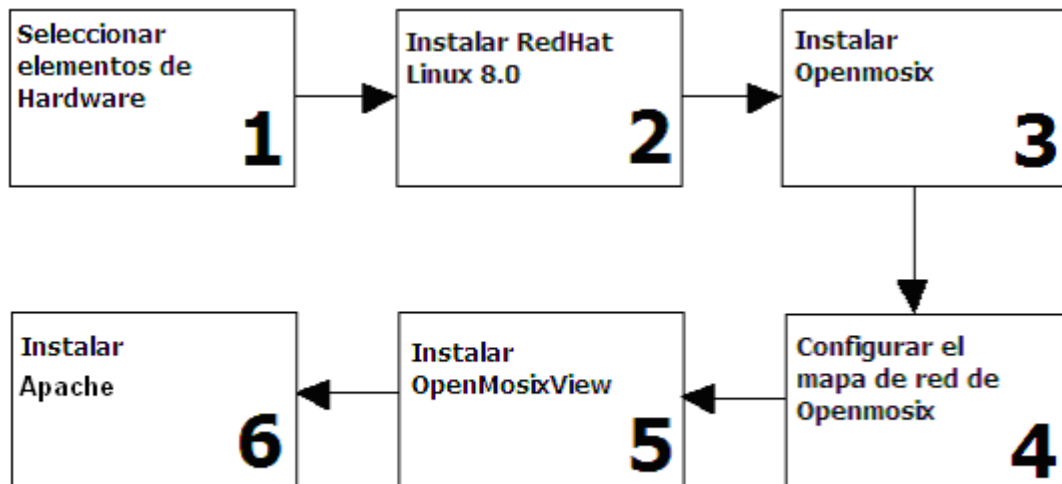 Seleccionar
elementos de
Hardware
1
Instalar RedHat
Linux 8.0
2
Instalar
Openmosix
3
Configurar el
mapa de red de
Openmosix
4
Instalar
OpenMosixView
5
Instalar
Apache
6